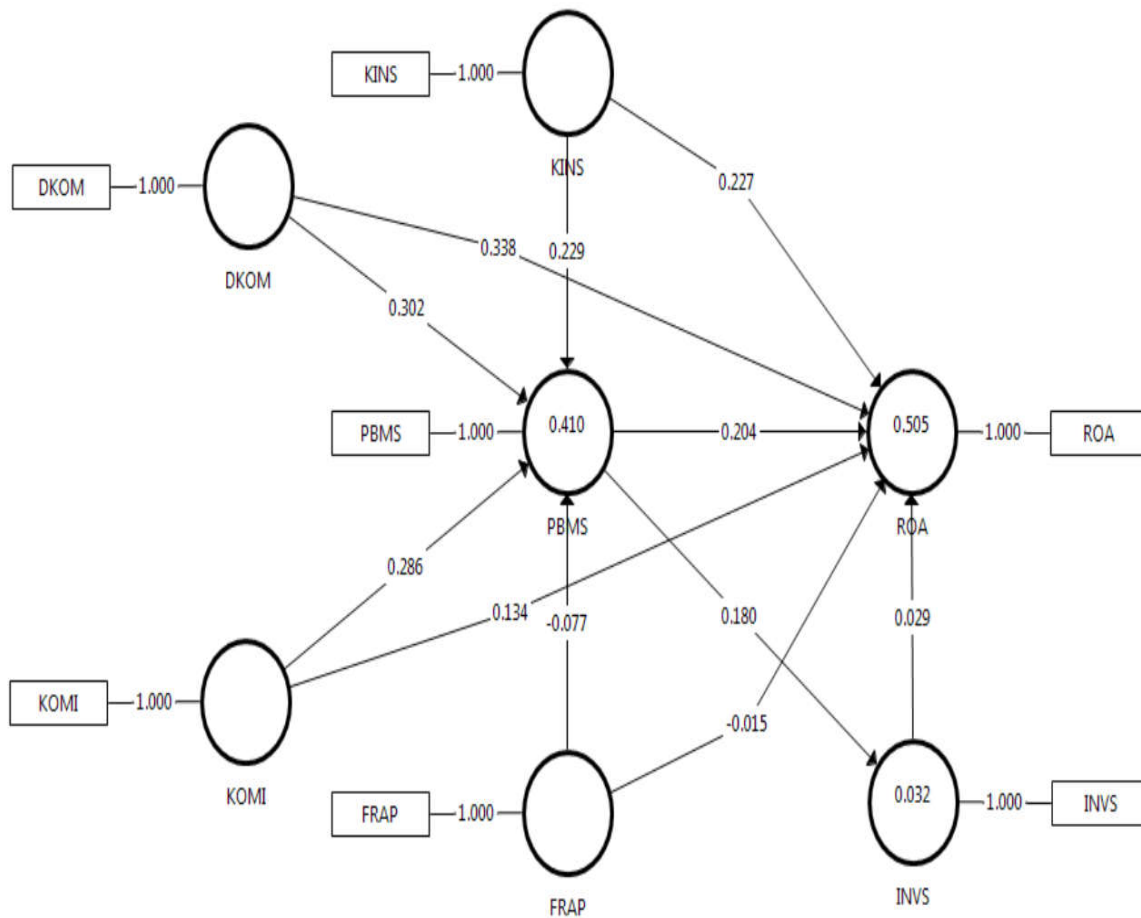 KINS
1.000
KINS
DKOM
1.000
DKOM
0.227
0.338
0.229
0.302
PBMS
1.000
0.410
PBMS
0.204
0.505
ROA
1.000
ROA
0.286
0.134
-0.077
0.180
0.029
KOMI
1.000
KOMI
-0.015
FRAP
1.000
FRAP
0.032
INVS
1.000
INVS